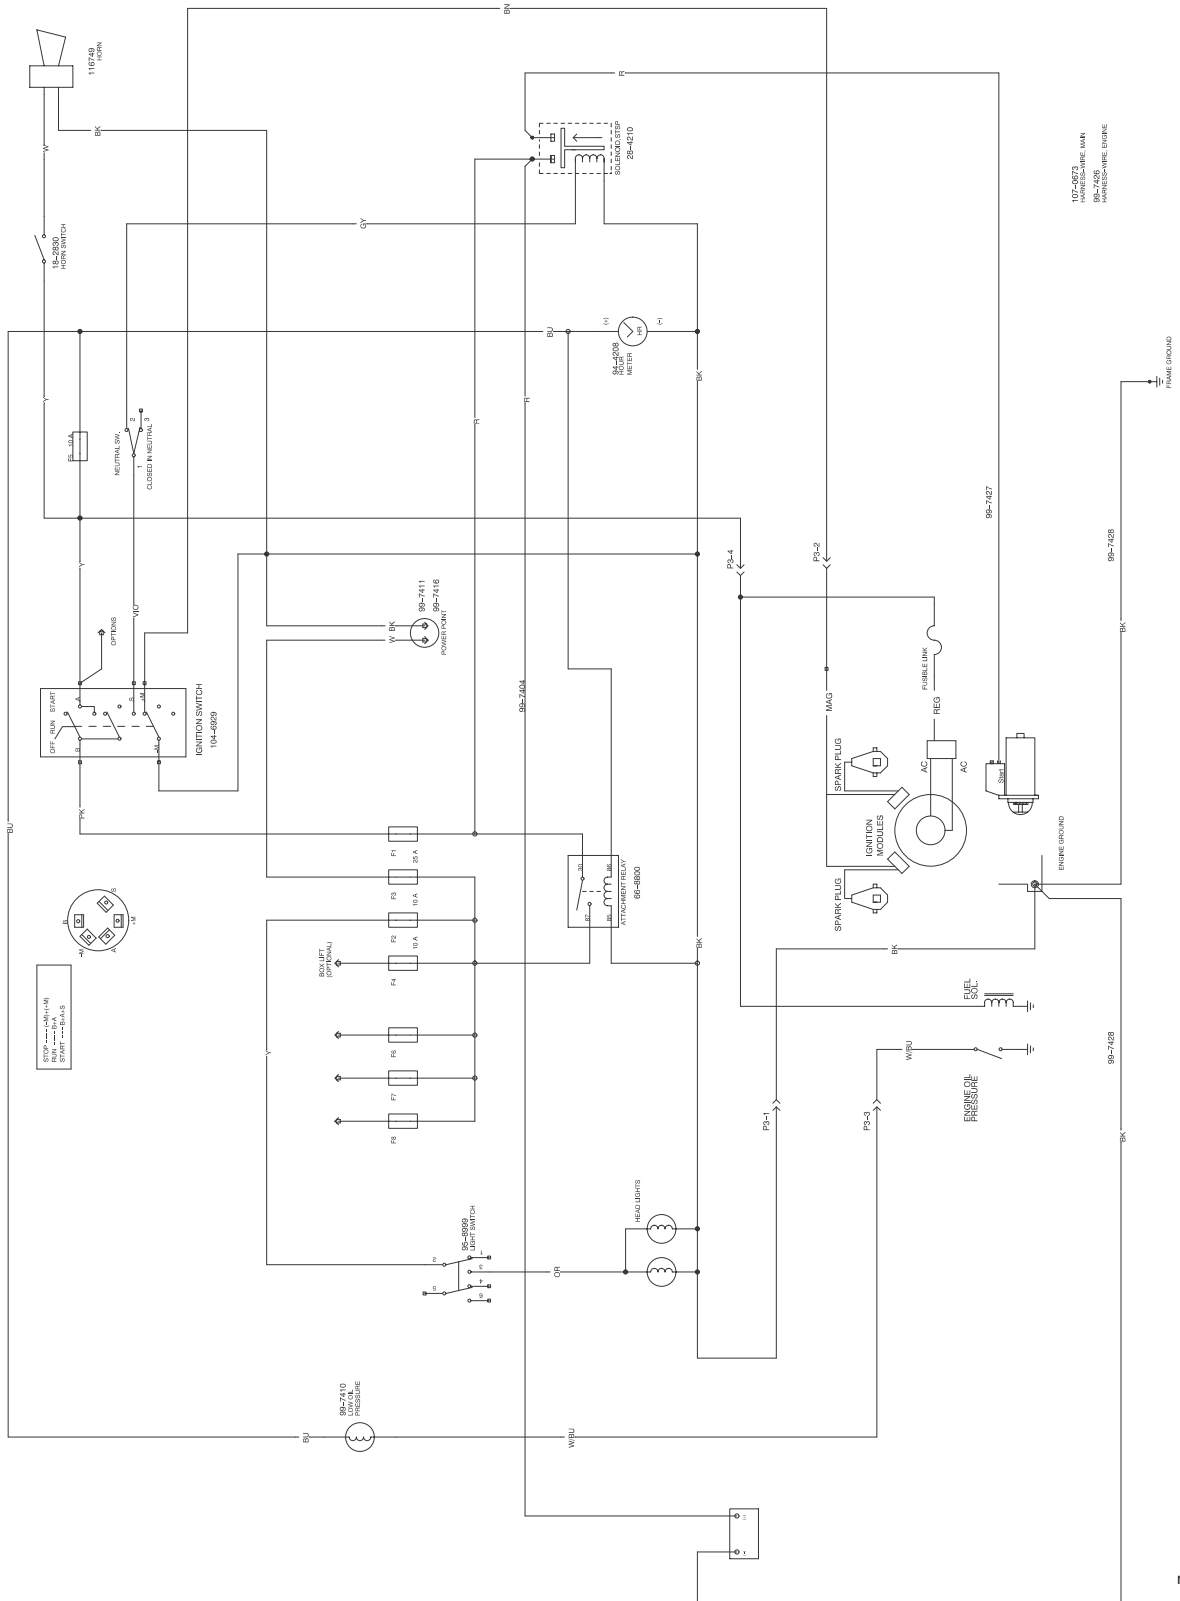 BN
116749
HORN
BK
R
W
SOLENOID,STSP
28-4210
107-0673
HARNESS-WIRE, MAIN
99-7426
HARNESS-WIRE, ENGINE
GY
18-2830
HORN SWITCH
BU
(+)
HR
(-)
94-4208
HOUR
METER
BK
FRAME GROUND
Y
R
R
F5 10 A
NEUTRAL SW.
2
3
1
CLOSED IN NEUTRAL
99-7427
99-7428
P3-4
P3-2
Y
VIO
OPTIONS
W BK
99-7411
99-7416
POWER POINT
BK
FUSIBLE LINK
MAG
REG
99-7404
OFF RUN START
A
S
+M
B
-M
IGNITION SWITCH
104-6929
SPARK PLUG
AC
AC
Start
IGNITION
MODULES
ENGINE GROUND
PK
BU
F1 25 A
F3 10 A
F2 10 A
F4
F6
F7
F8
30
86
87
85
ATTACHMENT RELAY
66-8800
SPARK PLUG
B
S
-M
A
+M
BOX LIFT
(OPTIONAL)
BK
BK
STOP ---- (-M)+(+M)
RUN ---- B+A
START ---B+A+S
FUEL
SOL.
Y
W/BU
ENGINE OIL
PRESSURE
99-7428
P3-1
P3-3
BK
HEAD LIGHTS
95-8999
LIGHT SWITCH
2
1
3
5
4
6
OR
99-7410
LOW OIL
PRESSURE
BU
W/BU